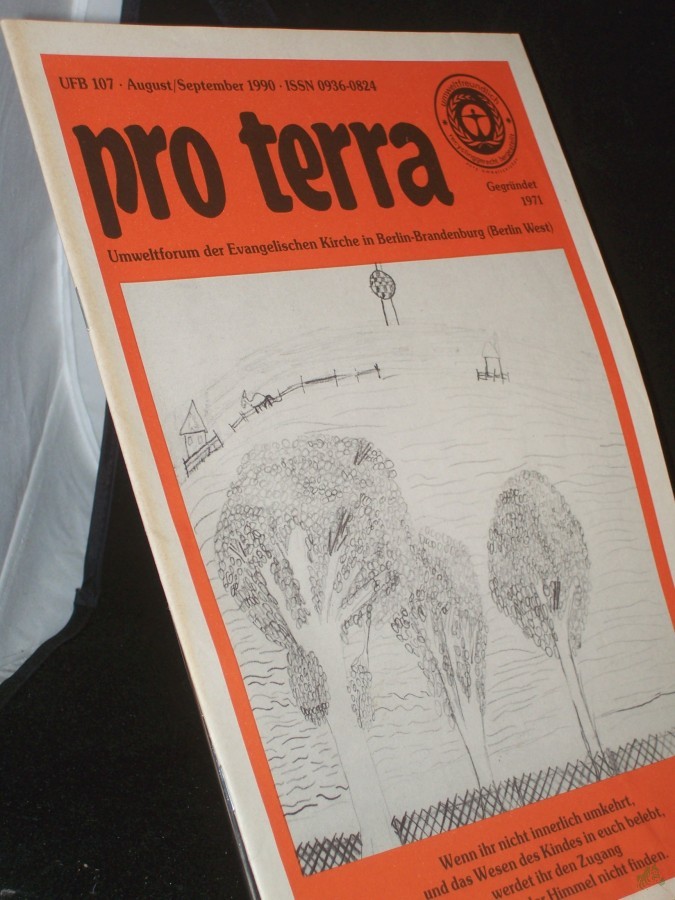 UFB 107 · August/September 1990 · ISSN 0936-0824
umweltfreundlich
pro terra
Gegründet
1971
Umweltforum der Evangelischen Kirche in Berlin-Brandenburg (Berlin West)
Wenn ihr nicht innerlich umkehrt,
und das Wesen des Kindes in euch belebt,
werdet ihr den Zugang
der Himmel nicht finden.